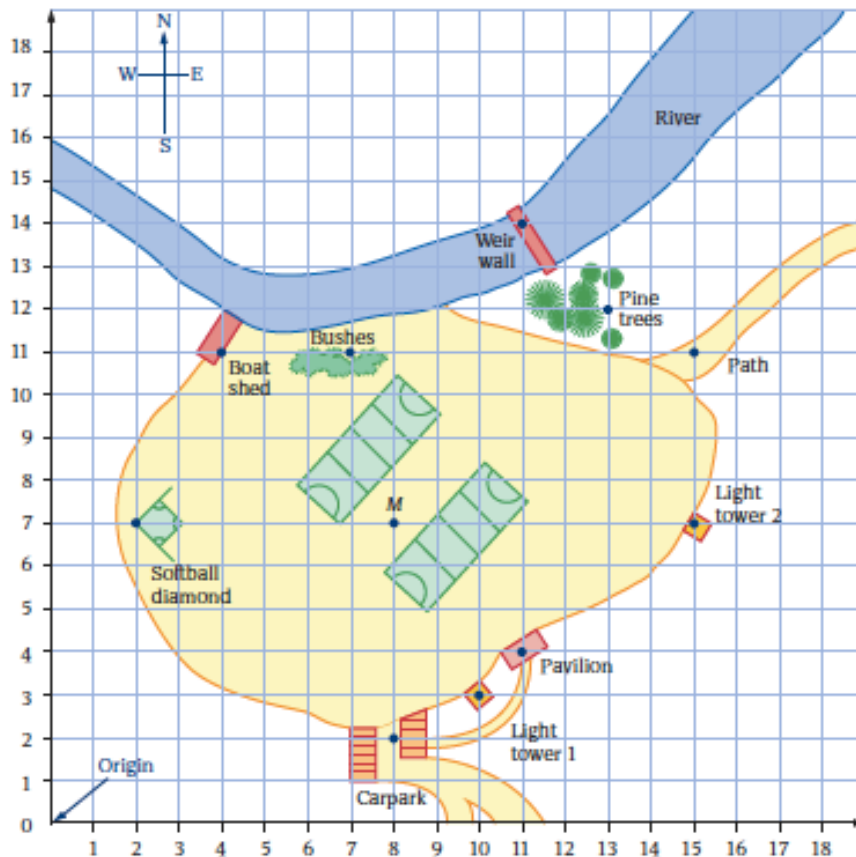 N
W
E
S
River
Weir
wall
Pine
trees
Bushes
Boat
shed
Path
M
Light
tower 2
Softball
diamond
Pavilion
Light
tower 1
Carpark
Origin
18
17
16
15
14
13
12
11
10
9
8
7
6
5
4
3
2
1
0
1 2 3 4 5 6 7 8 9 10 11 12 13 14 15 16 17 18